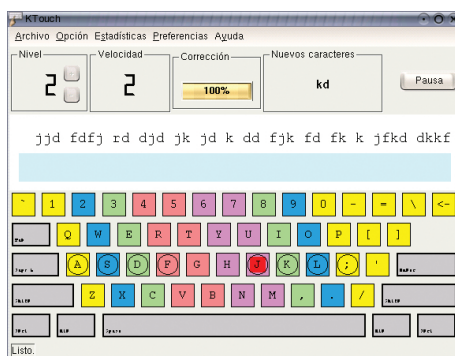 KTouch
Archivo Opción Estadísticas Preferencias Ayuda
Nivel Velocidad Corrección Nuevos caracteres
2 2 100% kd Pausa
jjd fdfj rd djd jk jd k dd fjk fd fk k jfkd dkkf
~ 1 2 3 4 5 6 7 8 9 0 - = \ <-
Q W E R T Y U I O P [ ]
A S D F G H J K L ; '
Z X C V B N M , . /
Listo.